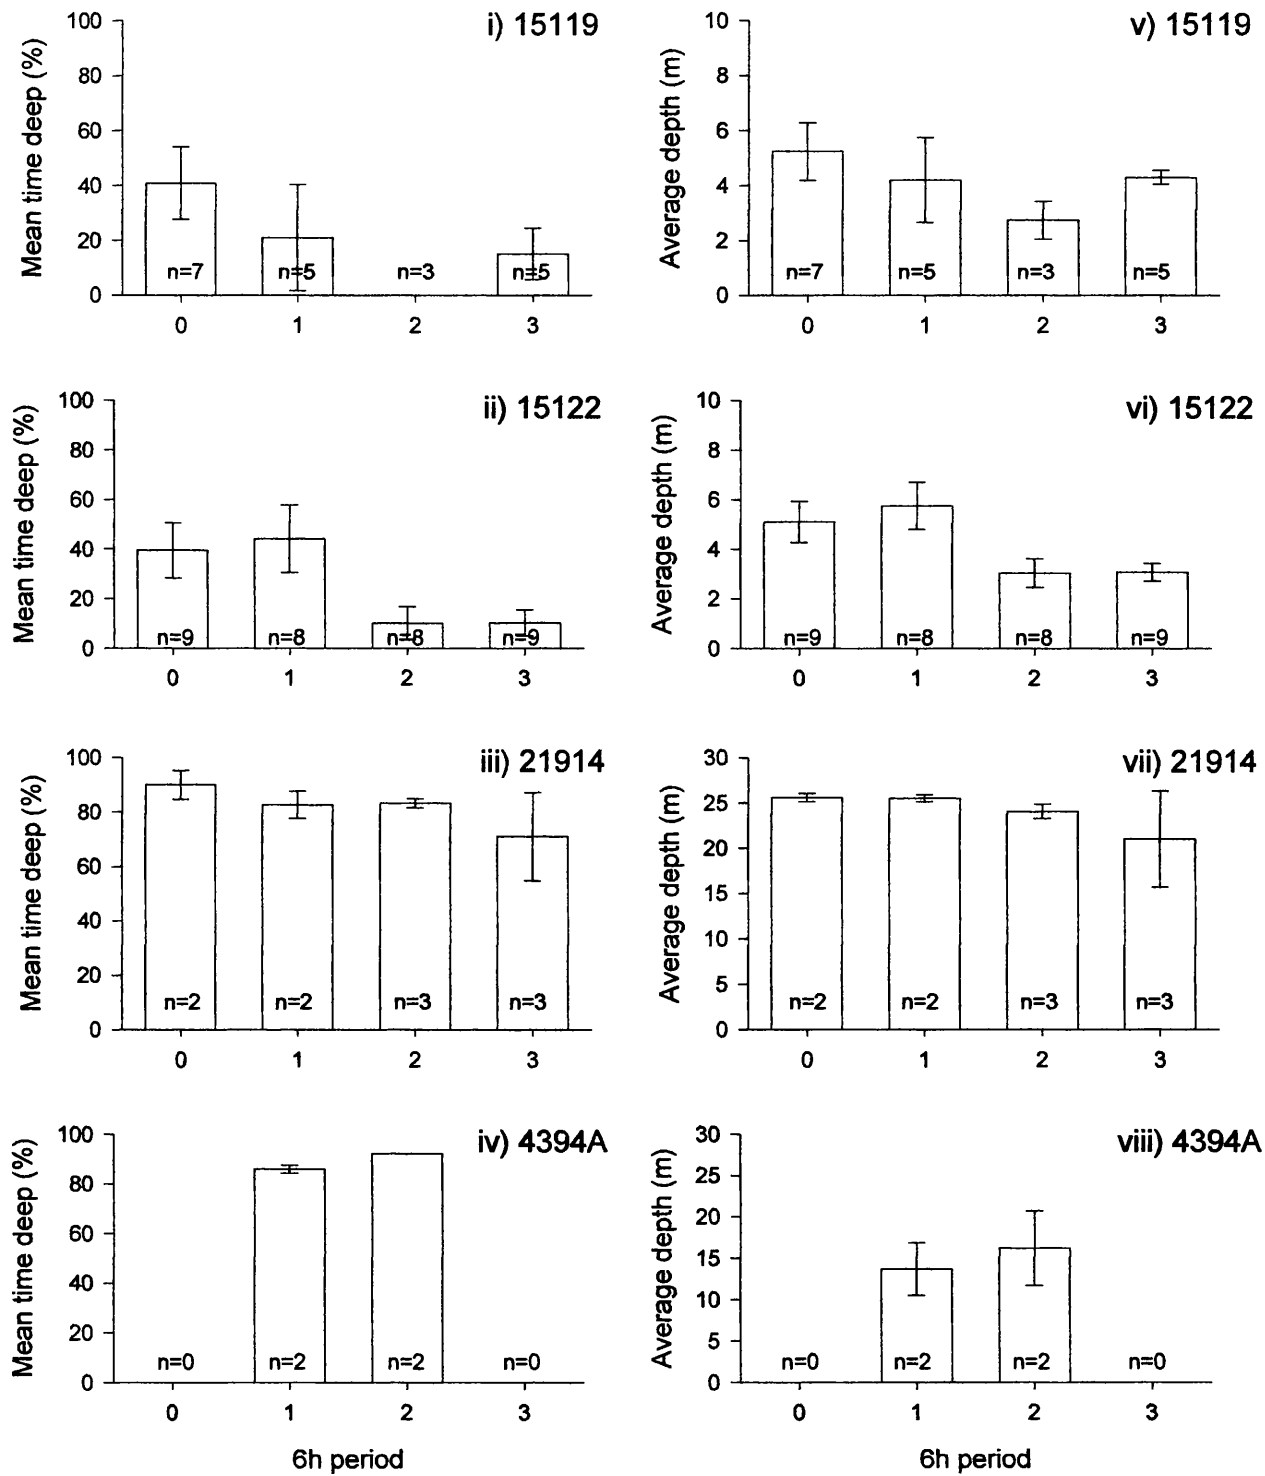 i) 15119
Mean time deep (%)
100
80
60
40
20
0
n=7
n=5
n=3
n=5
0
1
2
3
v) 15119
Average depth (m)
10
8
6
4
2
0
n=7
n=5
n=3
n=5
0
1
2
3
ii) 15122
Mean time deep (%)
100
80
60
40
20
0
n=9
n=8
n=8
n=9
0
1
2
3
vi) 15122
Average depth (m)
10
8
6
4
2
0
n=9
n=8
n=8
n=9
0
1
2
3
iii) 21914
Mean time deep (%)
100
80
60
40
20
0
n=2
n=2
n=3
n=3
0
1
2
3
vii) 21914
Average depth (m)
30
25
20
15
10
5
0
n=2
n=2
n=3
n=3
0
1
2
3
iv) 4394A
Mean time deep (%)
100
80
60
40
20
0
n=0
n=2
n=2
n=0
0
1
2
3
6h period
viii) 4394A
Average depth (m)
30
25
20
15
10
5
0
n=0
n=2
n=2
n=0
0
1
2
3
6h period